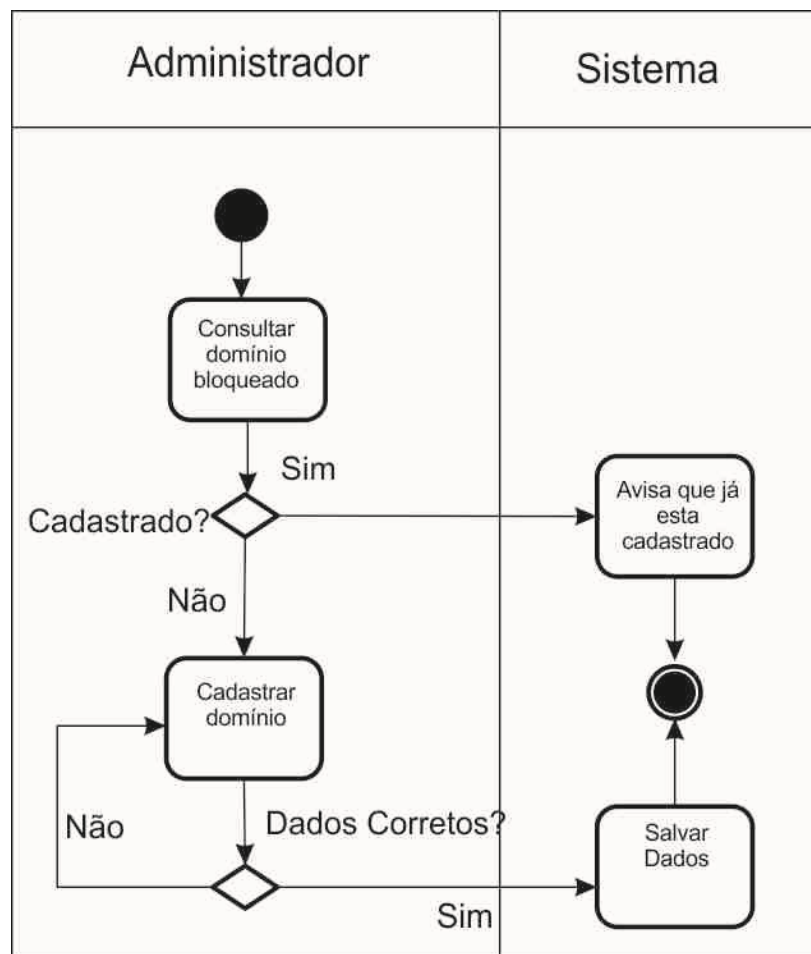 Administrador
Sistema
Consultar
domínio
bloqueado
Sim
Cadastrado?
Avisa que já
esta
cadastrado
Não
Cadastrar
domínio
Não
Dados Corretos?
Salvar
Dados
Sim